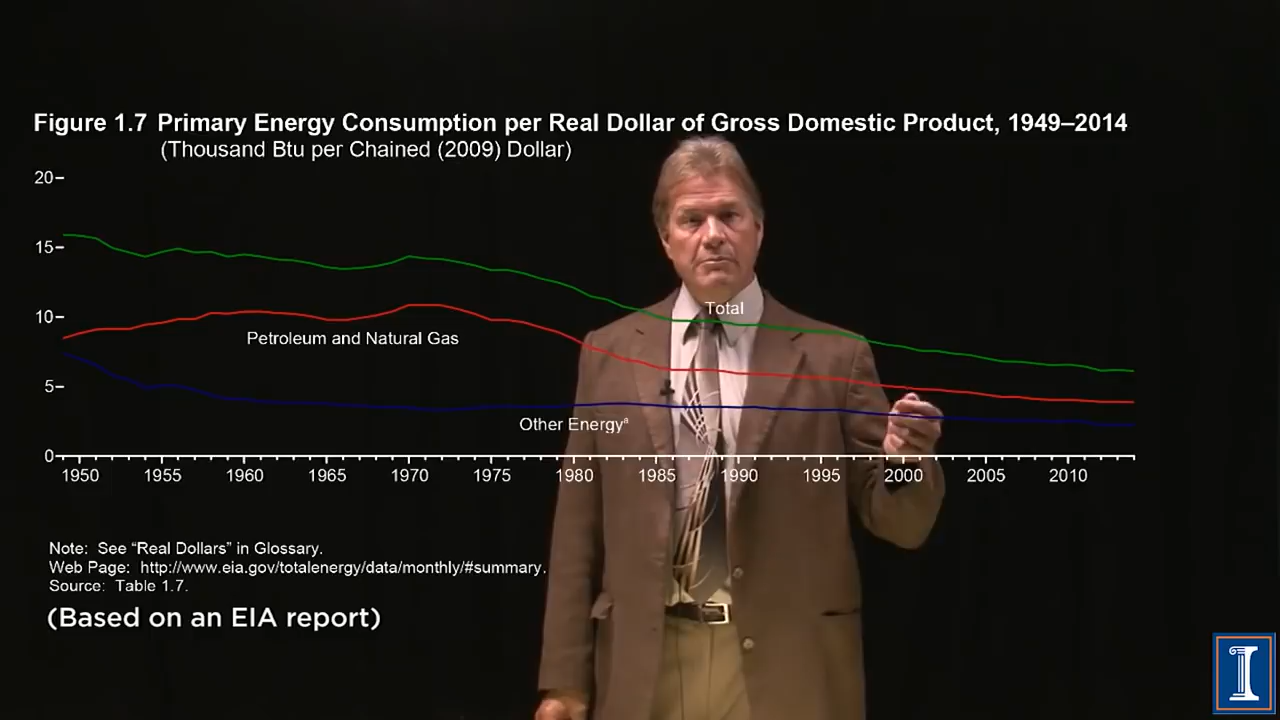 Figure 1.7 Primary Energy Consumption per Real Dollar of Gross Domestic Product, 1949–2014
(Thousand Btu per Chained (2009) Dollar)
20
15
10
5
0
Total
Petroleum and Natural Gas
Other Energyª
1950 1955 1960 1965 1970 1975 1980 1985 1990 1995 2000 2005 2010
Note: See “Real Dollars” in Glossary.
Web Page: http://www.eia.gov/totalenergy/data/monthly/#summary.
Source: Table 1.7.
(Based on an EIA report)
I